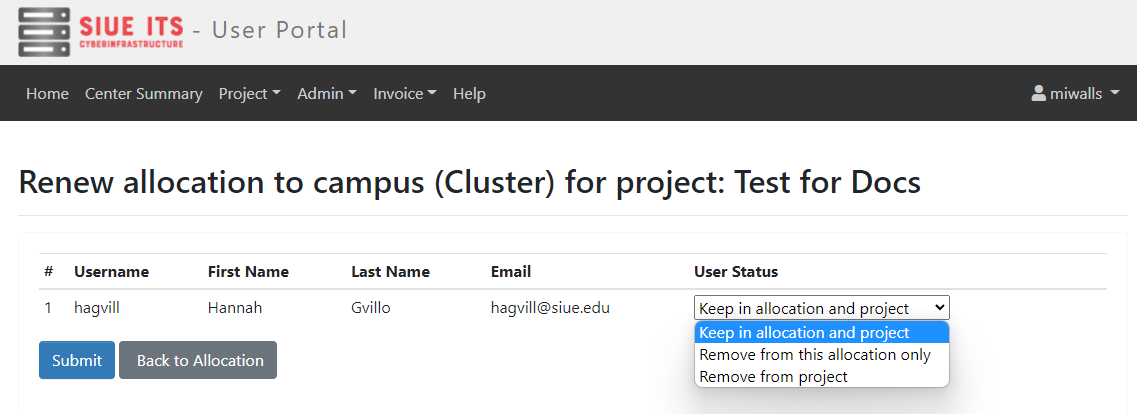 SIUE ITS
CYBERINFRASTRUCTURE
- User Portal
Home Center Summary Project Admin Invoice Help miwalls
Renew allocation to campus (Cluster) for project: Test for Docs
# Username First Name Last Name Email User Status
1 hagvill Hannah Gvillo hagvill@siue.edu Keep in allocation and project
Keep in allocation and project
Remove from this allocation only
Remove from project
Submit Back to Allocation